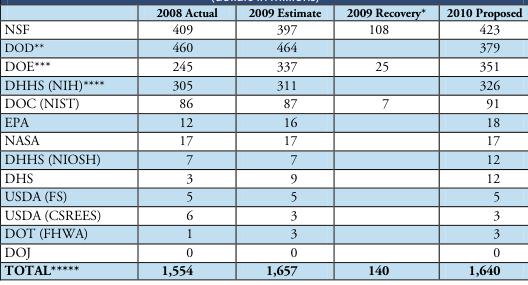 2008 Actual 2009 Estimate 2009 Recovery* 2010 Proposed
NSF 409 397 108 423
DOD** 460 464 379
DOE*** 245 337 25 351
DHHS (NIH)**** 305 311 326
DOC (NIST) 86 87 7 91
EPA 12 16 18
NASA 17 17 17
DHHS (NIOSH) 7 7 12
DHS 3 9 12
USDA (FS) 5 5 5
USDA (CSREES) 6 3 3
DOT (FHWA) 1 3 3
DOJ 0 0 0
TOTAL***** 1,554 1,657 140 1,640